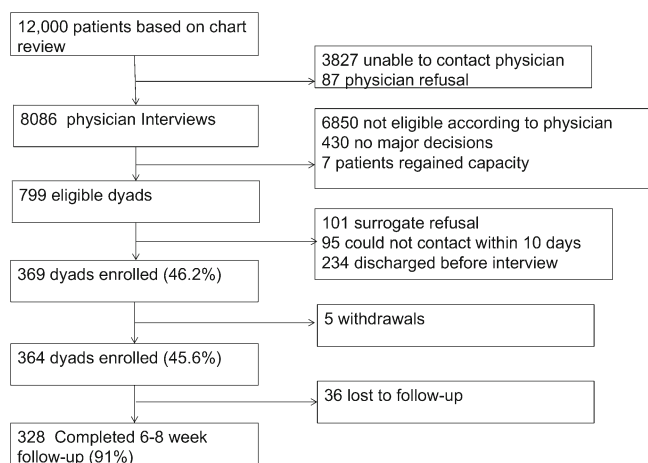 12,000 patients based on chart
review
3827 unable to contact physician
87 physician refusal
8086 physician Interviews
6850 not eligible according to physician
430 no major decisions
7 patients regained capacity
799 eligible dyads
101 surrogate refusal
95 could not contact within 10 days
234 discharged before interview
369 dyads enrolled (46.2%)
5 withdrawals
364 dyads enrolled (45.6%)
36 lost to follow-up
328 Completed 6-8 week
follow-up (91%)